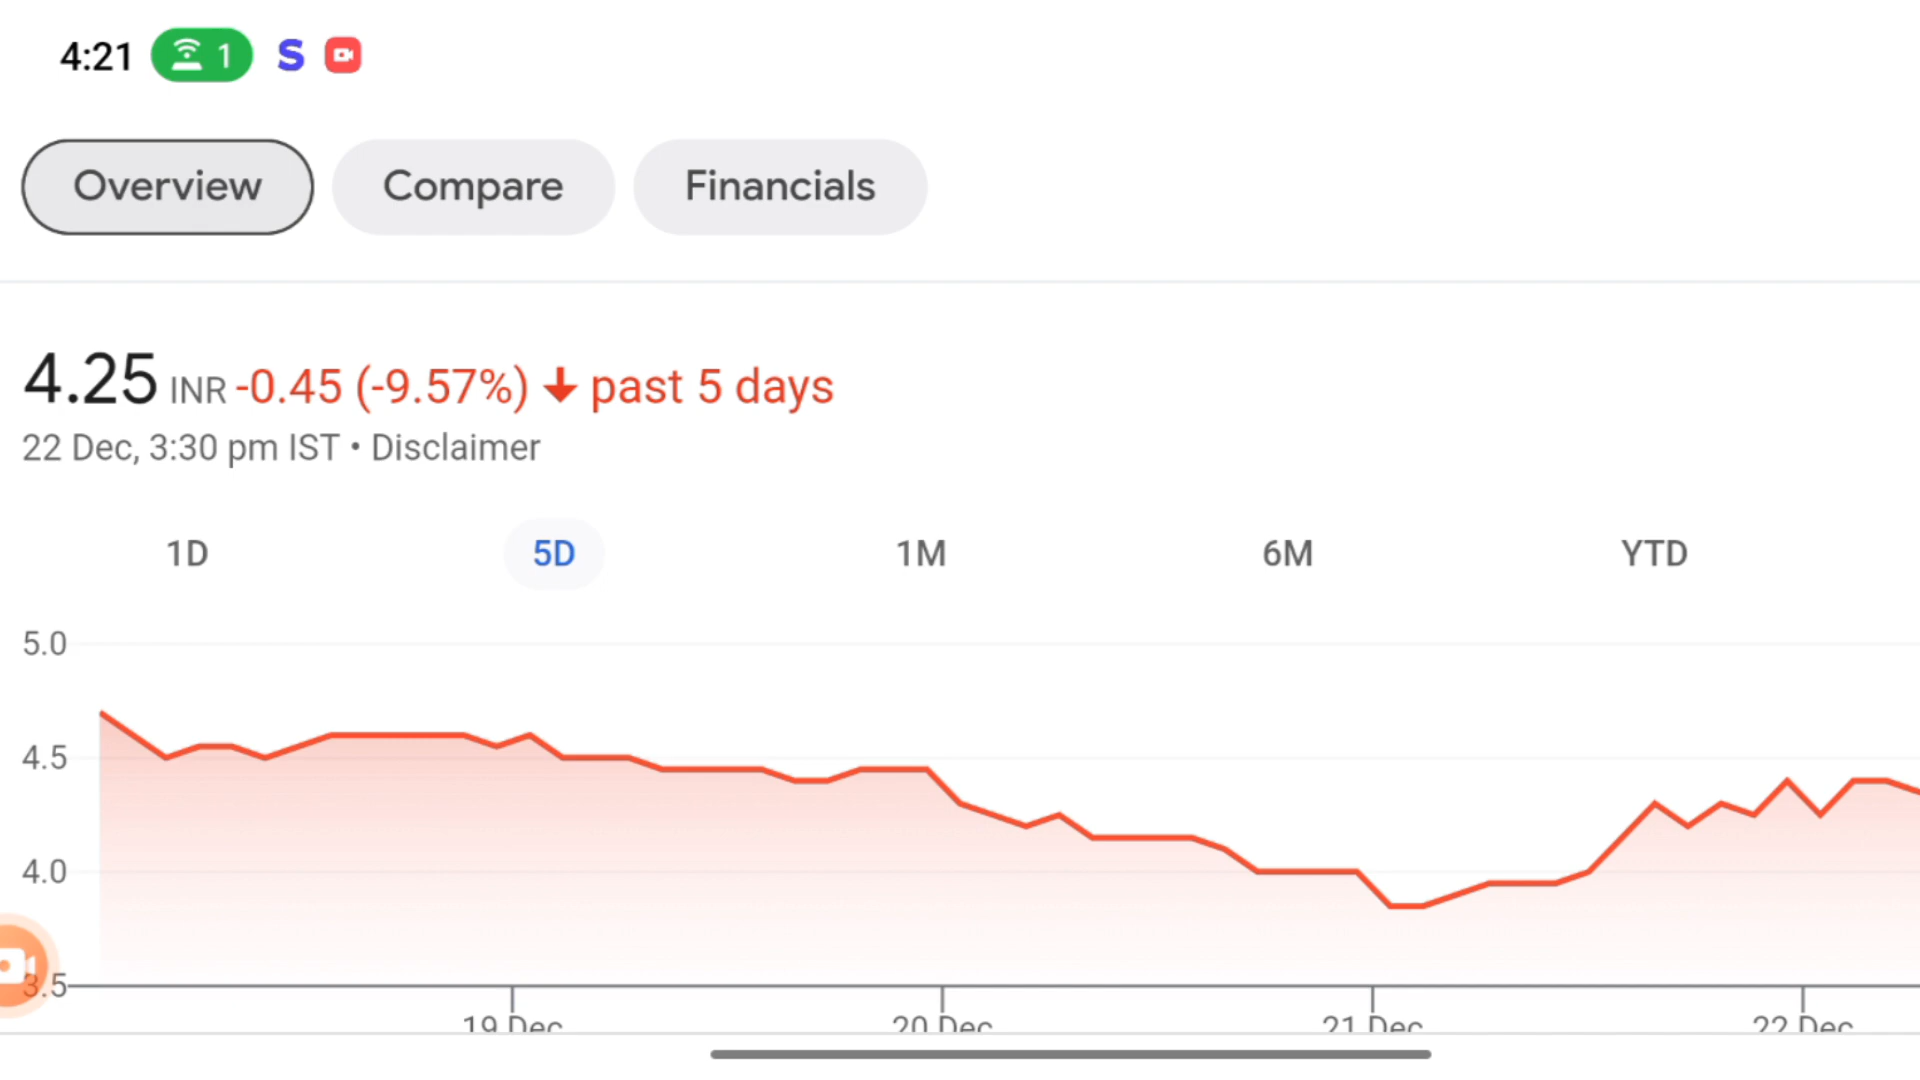 4:21 1 S
Overview Compare Financials
4.25 INR -0.45 (-9.57%) ↓ past 5 days
22 Dec, 3:30 pm IST • Disclaimer
1D 5D 1M 6M YTD
5.0
4.5
4.0
3.5
19 Dec 20 Dec 21 Dec 22 Dec